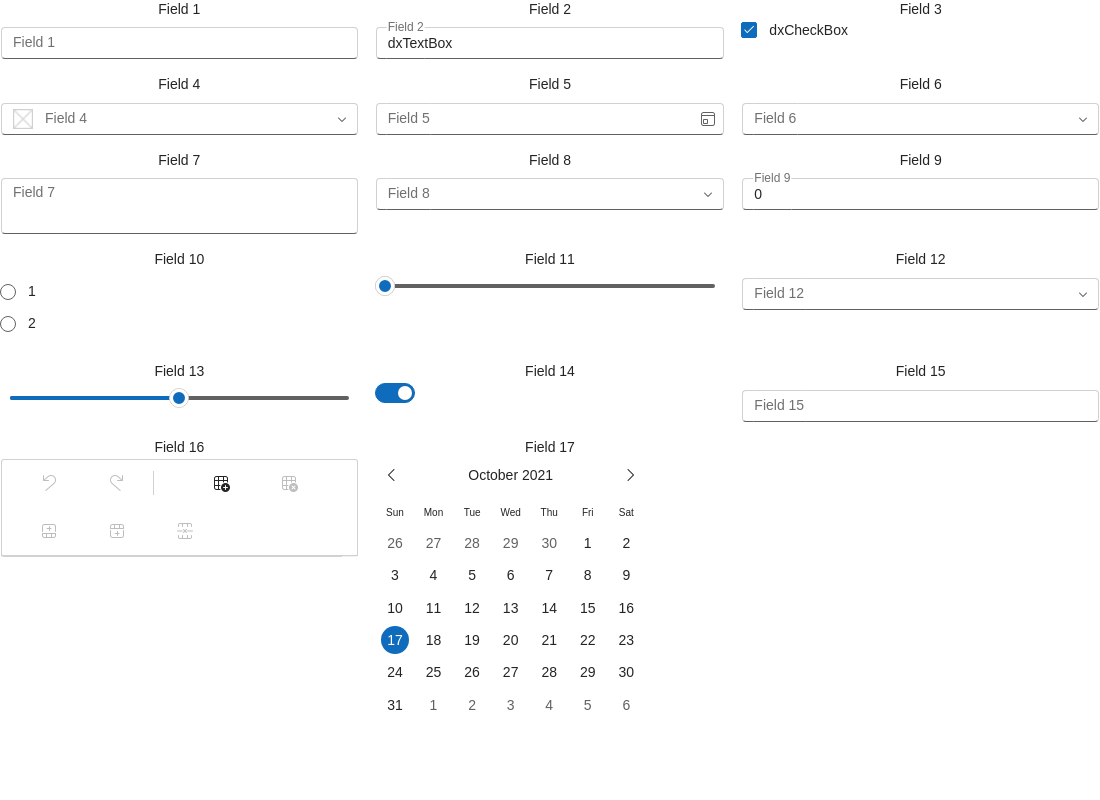 Field 1
Field 1
Field 2
Field 2
dxTextBox
Field 3
dxCheckBox
Field 4
Field 4
Field 5
Field 5
Field 6
Field 6
Field 7
Field 7
Field 8
Field 8
Field 9
Field 9
0
Field 10
1
2
Field 11
Field 12
Field 12
Field 13
Field 14
Field 15
Field 15
Field 16
Field 17
October 2021
Sun Mon Tue Wed Thu Fri Sat
26 27 28 29 30 1 2
3 4 5 6 7 8 9
10 11 12 13 14 15 16
17 18 19 20 21 22 23
24 25 26 27 28 29 30
31 1 2 3 4 5 6